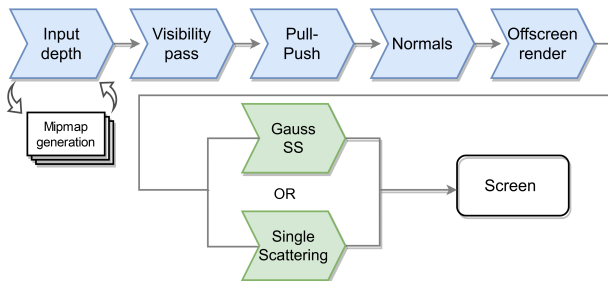 Input
depth
Visibility
pass
Pull-
Push
Normals
Offscreen
render
Mipmap
generation
Gauss
SS
OR
Single
Scattering
Screen